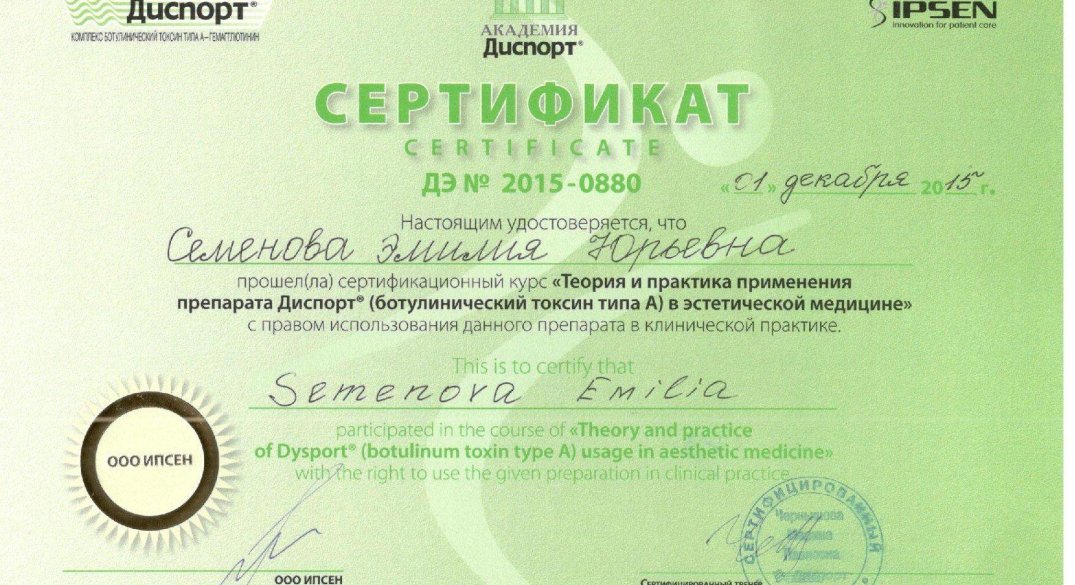 Диспорт®
КОМПЛЕКС БОТУЛИНИЧЕСКИЙ ТОКСИН ТИПА А – ГЕМАГГЛЮТИНИН
АКАДЕМИЯ
Диспорт®
IPSEN
Innovation for patient care
СЕРТИФИКАТ
CERTIFICATE
ДЭ № 2015-0880
«01» декабря 2015 г.
Настоящим удостоверяется, что
Семенова Эмилия Юрьевна
прошел(ла) сертификационный курс «Теория и практика применения
препарата Диспорт® (ботулинический токсин типа А) в эстетической медицине»
с правом использования данного препарата в клинической практике.
This is to certify that
Semenova Emilia
participated in the course of «Theory and practice
of Dysport® (botulinum toxin type A) usage in aesthetic medicine»
with the right to use the given preparation in clinical practice
ООО ИПСЕН
СЕРТИФИЦИРОВАННЫЙ
ООО ИПСЕН
Сертифицированный тренер